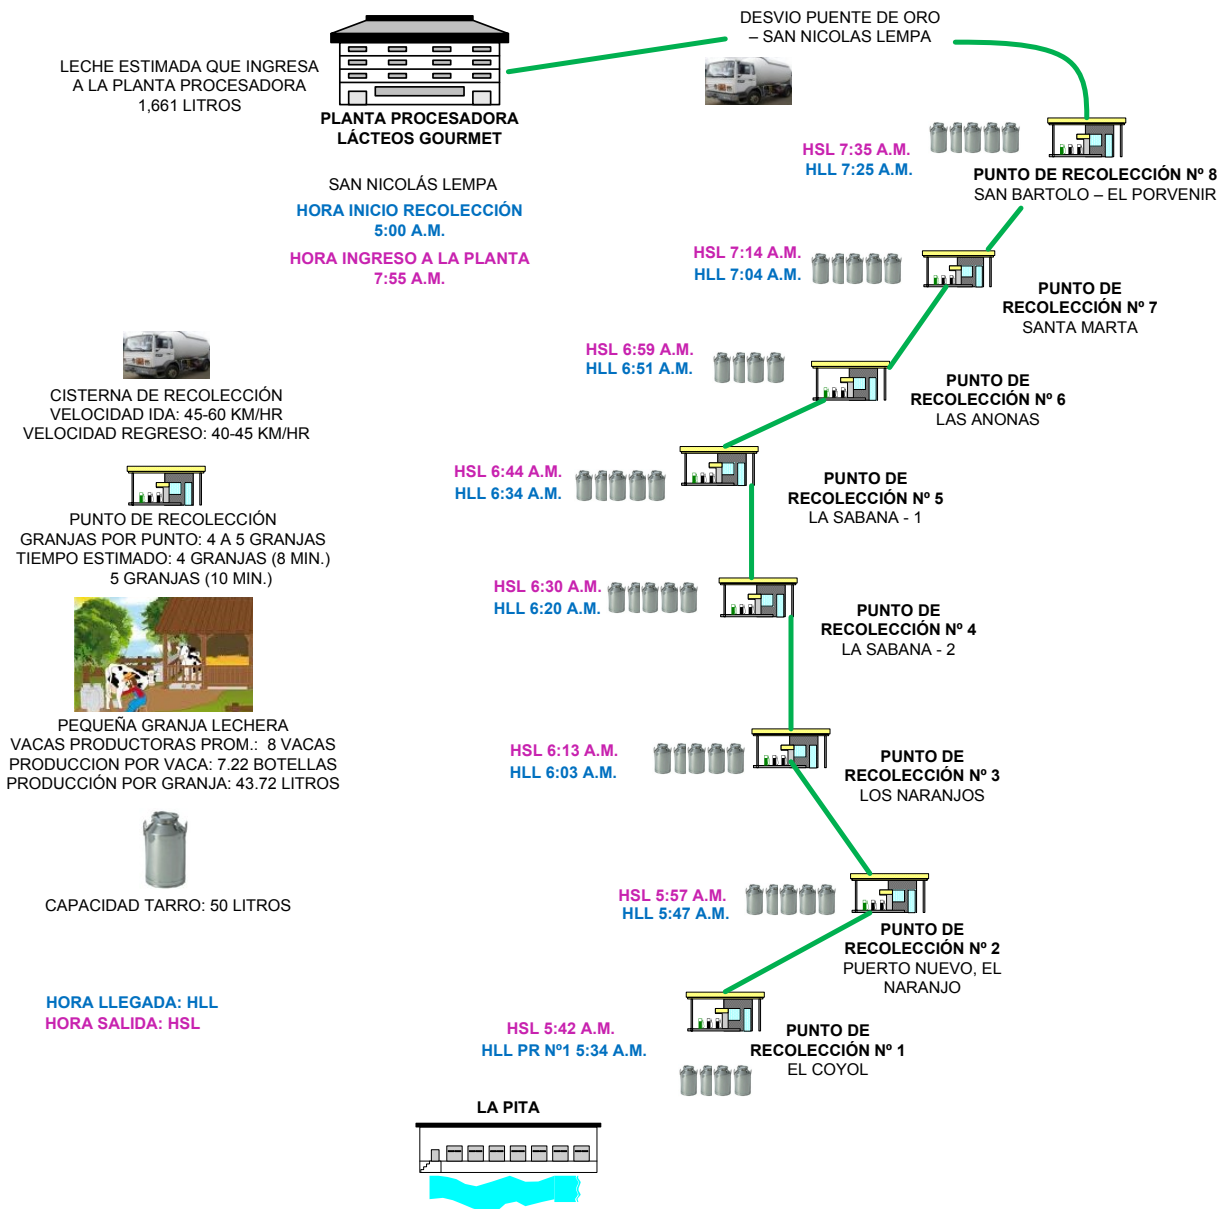 DESVIO PUENTE DE ORO
– SAN NICOLAS LEMPA
LECHE ESTIMADA QUE INGRESA
A LA PLANTA PROCESADORA
1,661 LITROS
PLANTA PROCESADORA
LÁCTEOS GOURMET
SAN NICOLÁS LEMPA
HORA INICIO RECOLECCIÓN
5:00 A.M.
HORA INGRESO A LA PLANTA
7:55 A.M.
HSL 7:35 A.M.
HLL 7:25 A.M.
PUNTO DE RECOLECCIÓN Nº 8
SAN BARTOLO – EL PORVENIR
HSL 7:14 A.M.
HLL 7:04 A.M.
PUNTO DE
RECOLECCIÓN Nº 7
SANTA MARTA
HSL 6:59 A.M.
HLL 6:51 A.M.
PUNTO DE
RECOLECCIÓN Nº 6
LAS ANONAS
CISTERNA DE RECOLECCIÓN
VELOCIDAD IDA: 45-60 KM/HR
VELOCIDAD REGRESO: 40-45 KM/HR
HSL 6:44 A.M.
HLL 6:34 A.M.
PUNTO DE
RECOLECCIÓN Nº 5
LA SABANA - 1
PUNTO DE RECOLECCIÓN
GRANJAS POR PUNTO: 4 A 5 GRANJAS
TIEMPO ESTIMADO: 4 GRANJAS (8 MIN.)
5 GRANJAS (10 MIN.)
HSL 6:30 A.M.
HLL 6:20 A.M.
PUNTO DE
RECOLECCIÓN Nº 4
LA SABANA - 2
PEQUEÑA GRANJA LECHERA
VACAS PRODUCTORAS PROM.:  8 VACAS
PRODUCCION POR VACA: 7.22 BOTELLAS
PRODUCCIÓN POR GRANJA: 43.72 LITROS
HSL 6:13 A.M.
HLL 6:03 A.M.
PUNTO DE
RECOLECCIÓN Nº 3
LOS NARANJOS
CAPACIDAD TARRO: 50 LITROS
HSL 5:57 A.M.
HLL 5:47 A.M.
PUNTO DE
RECOLECCIÓN Nº 2
PUERTO NUEVO, EL
NARANJO
HORA LLEGADA: HLL
HORA SALIDA: HSL
HSL 5:42 A.M.
HLL PR Nº1 5:34 A.M.
PUNTO DE
RECOLECCIÓN Nº 1
EL COYOL
LA PITA